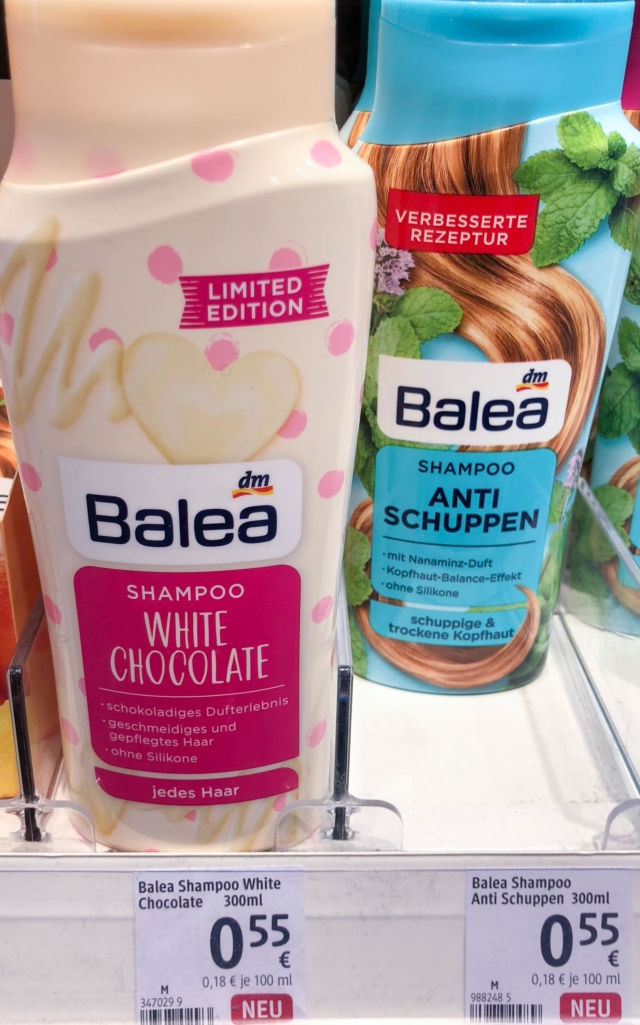 LIMITED
EDITION
dm
Balea
SHAMPOO
WHITE
CHOCOLATE
· schokoladiges Dufterlebnis
· geschmeidiges und
gepflegtes Haar
· ohne Silikone
jedes Haar
VERBESSERTE
REZEPTUR
dm
Balea
SHAMPOO
ANTI
SCHUPPEN
· mit Nanaminz-Duft
· Kopfhaut-Balance-Effekt
· ohne Silikone
schuppige &
trockene Kopfhaut
Balea Shampoo White
Chocolate 300ml
0 55
€
0,18 € je 100 ml
M
347029 9
NEU
Balea Shampoo
Anti Schuppen 300ml
0 55
€
0,18 € je 100 ml
M
988248 5
NEU